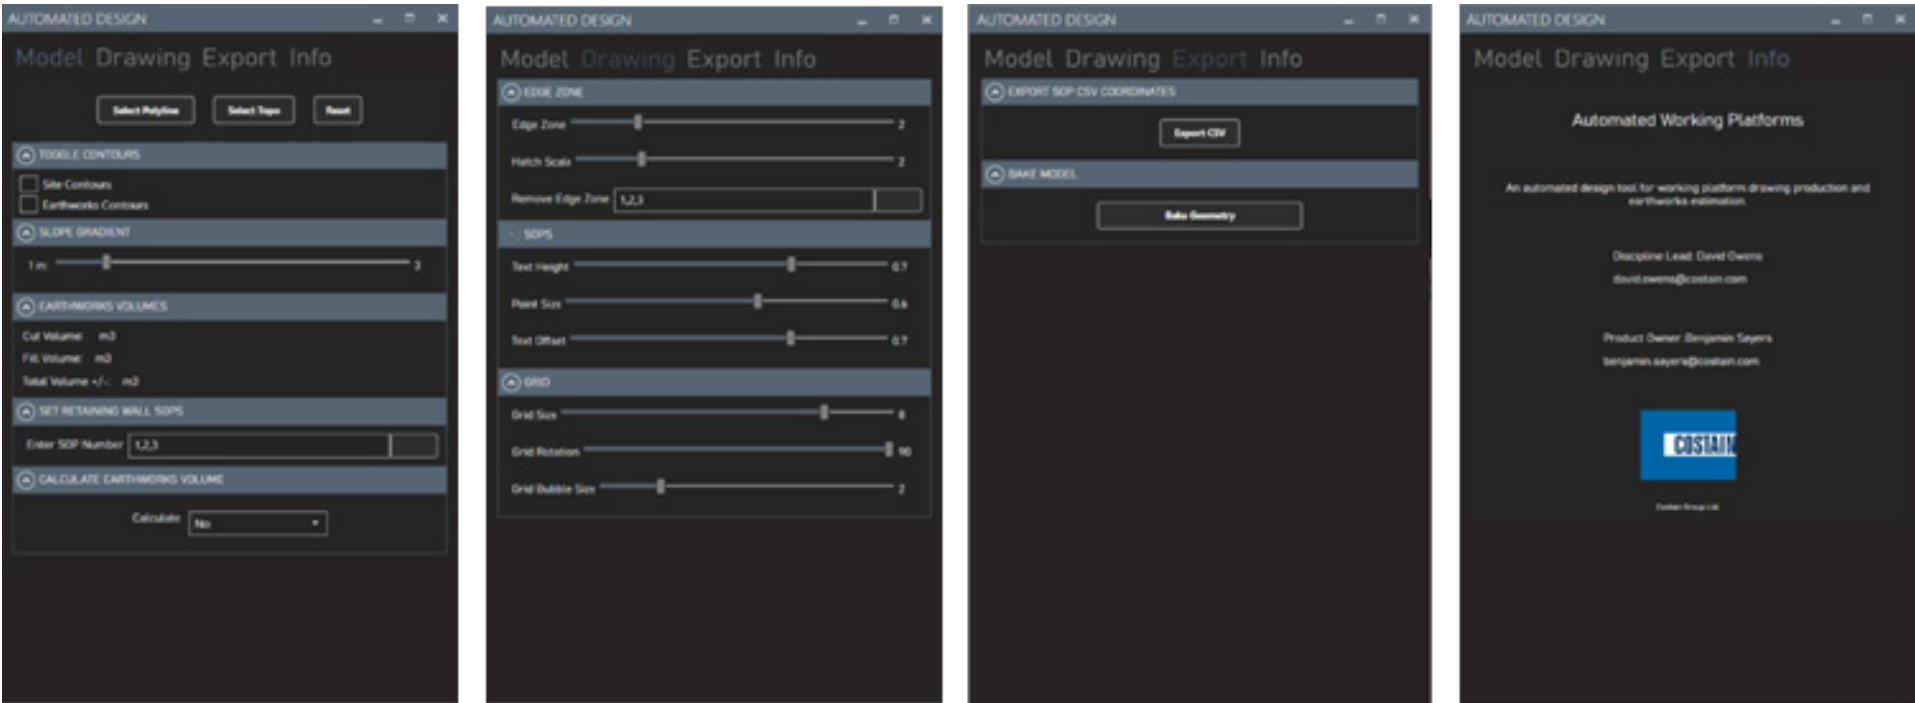 AUTOMATED DESIGN
Model Drawing Export Info
Select Polyline Select Topo Reset
TOGGLE CONTOURS
Site Contours
Earthworks Contours
SLOPE GRADIENT
1 in: 3
EARTHWORKS VOLUMES
Cut Volume: m3
Fill Volume: m3
Total Volume +/-: m3
SET RETAINING WALL SOPS
Enter SOP Number 1,2,3
CALCULATE EARTHWORKS VOLUME
Calculate No
AUTOMATED DESIGN
Model Drawing Export Info
EDGE ZONE
Edge Zone 2
Hatch Scale 2
Remove Edge Zone 1,2,3
SOPS
Text Height 0.7
Point Size 0.6
Text Offset 0.7
GRID
Grid Size 8
Grid Rotation 90
Grid Bubble Size 2
AUTOMATED DESIGN
Model Drawing Export Info
EXPORT SOP CSV COORDINATES
Export CSV
BAKE MODEL
Bake Geometry
AUTOMATED DESIGN
Model Drawing Export Info
Automated Working Platforms
An automated design tool for working platform drawing production and
earthworks estimation.
Discipline Lead: David Owens
david.owens@costain.com
Product Owner: Benjamin Sayers
benjamin.sayers@costain.com
COSTAIN
Costain Group Ltd